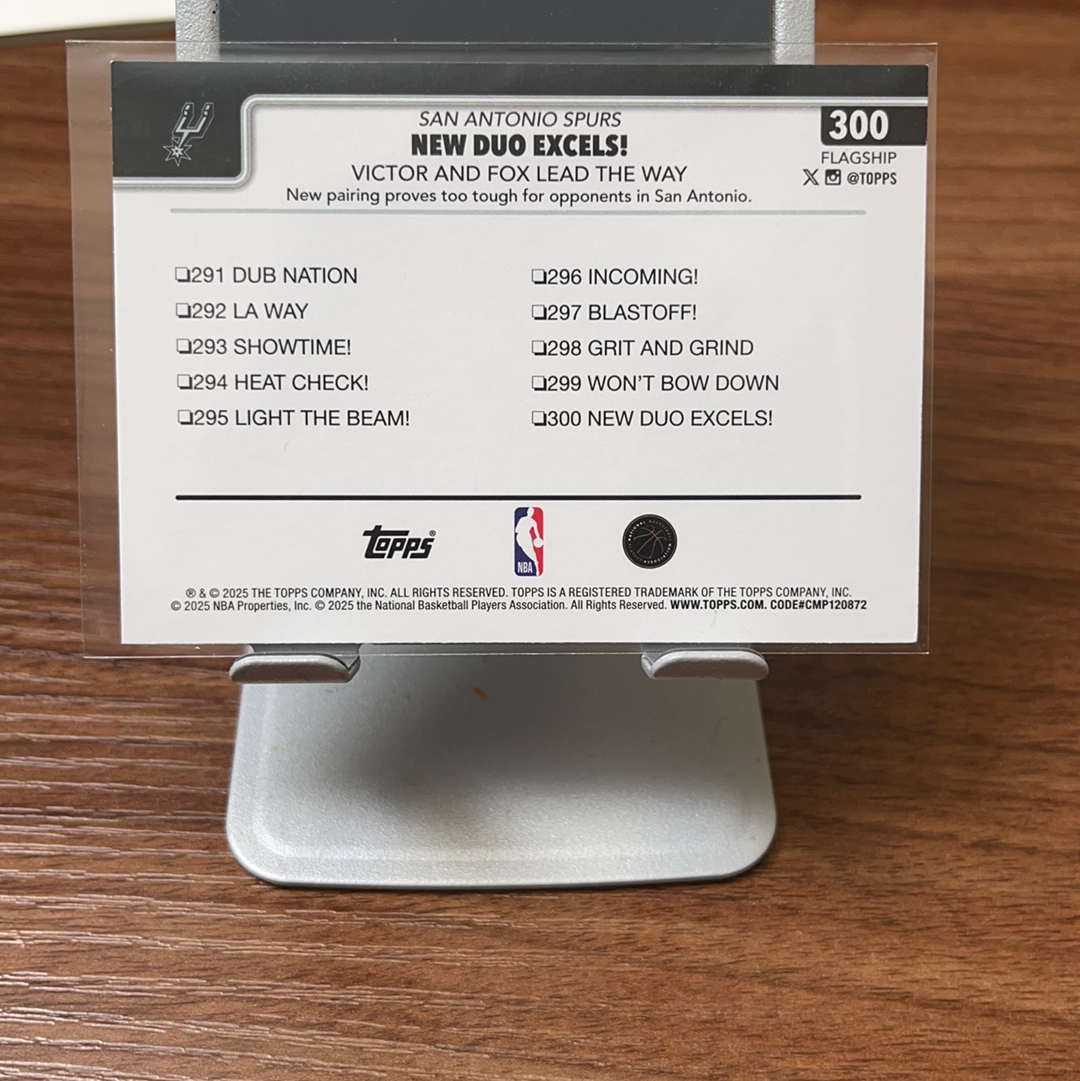 SAN ANTONIO SPURS
NEW DUO EXCELS!
VICTOR AND FOX LEAD THE WAY
New pairing proves too tough for opponents in San Antonio.
300
FLAGSHIP
@TOPPS
❏291 DUB NATION
❏292 LA WAY
❏293 SHOWTIME!
❏294 HEAT CHECK!
❏295 LIGHT THE BEAM!
❏296 INCOMING!
❏297 BLASTOFF!
❏298 GRIT AND GRIND
❏299 WON'T BOW DOWN
❏300 NEW DUO EXCELS!
topps®
NBA
® & © 2025 THE TOPPS COMPANY, INC. ALL RIGHTS RESERVED. TOPPS IS A REGISTERED TRADEMARK OF THE TOPPS COMPANY, INC.
© 2025 NBA Properties, Inc. © 2025 the National Basketball Players Association. All Rights Reserved. WWW.TOPPS.COM. CODE#CMP120872